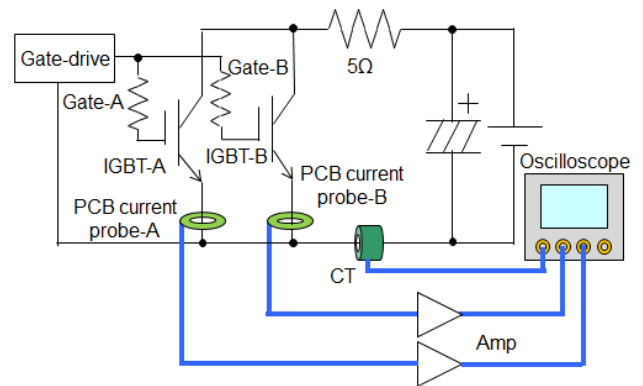 Gate-drive
Gate-A
Gate-B
5Ω
+
IGBT-A
IGBT-B
Oscilloscope
PCB current
probe-A
PCB current
probe-B
CT
Amp